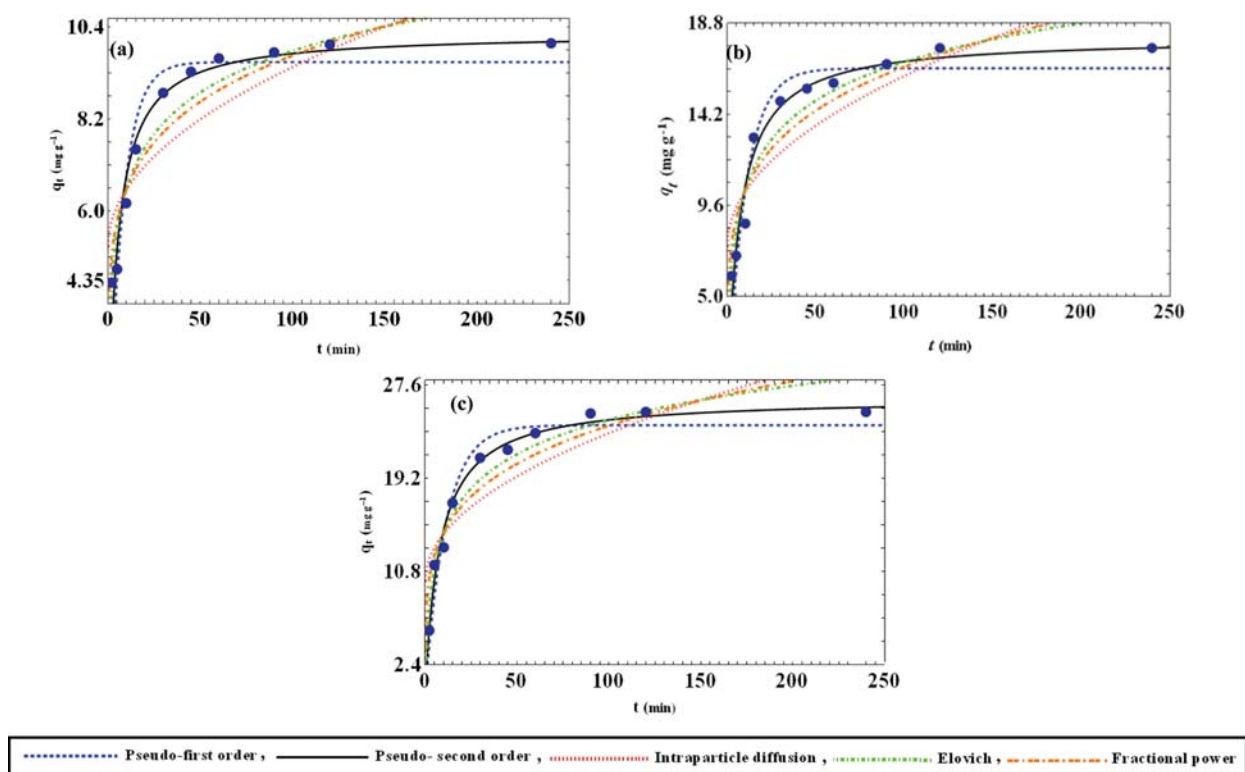 (a)
10.4
8.2
6.0
4.35
qt (mg g-1)
0 50 100 150 200 250
t (min)
(b)
18.8
14.2
9.6
5.0
qt (mg g-1)
0 50 100 150 200 250
t (min)
(c)
27.6
19.2
10.8
2.4
qt (mg g-1)
0 50 100 150 200 250
t (min)
Pseudo-first order , Pseudo- second order , Intraparticle diffusion , Elovich , Fractional power